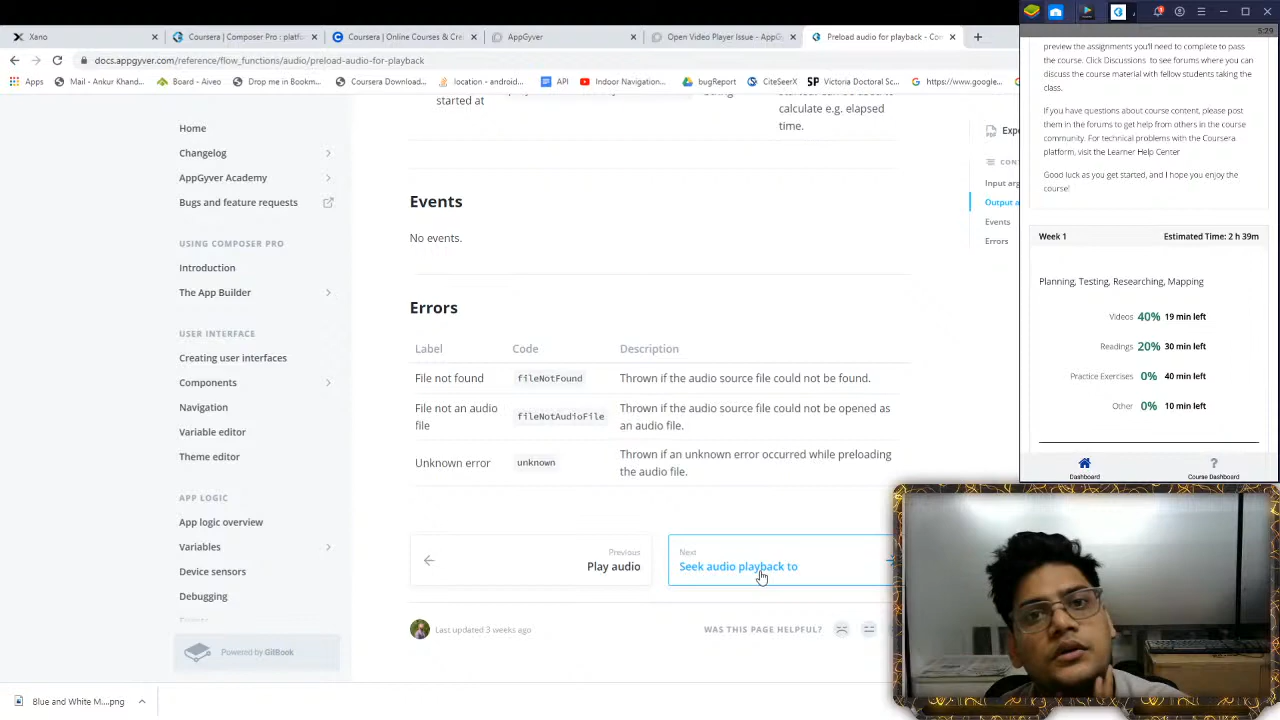 Xano
Coursera | Composer Pro : platf
Coursera | Online Courses & Cre
AppGyver
Open Video Player Issue - AppG
Preload audio for playback - Com
docs.appgyver.com/reference/flow_functions/audio/preload-audio-for-playback
Apps
Mail - Ankur Khand...
Board - Aiveo
Drop me in Bookm...
Coursera Downloa...
location - android...
API
Indoor Navigation...
bugReport
CiteSeerX
SP Victoria Doctoral S...
https://www.google...
started at
calculate e.g. elapsed
time.
Home
Changelog
AppGyver Academy
Bugs and feature requests
USING COMPOSER PRO
Introduction
The App Builder
USER INTERFACE
Creating user interfaces
Components
Navigation
Variable editor
Theme editor
APP LOGIC
App logic overview
Variables
Device sensors
Debugging
Powered by GitBook
Events
No events.
Errors
Label Code Description
File not found fileNotFound Thrown if the audio source file could not be found.
File not an audio file fileNotAudioFile Thrown if the audio source file could not be opened as
an audio file.
Unknown error unknown Thrown if an unknown error occurred while preloading
the audio file.
Previous
Play audio
Next
Seek audio playback to
Last updated 3 weeks ago
WAS THIS PAGE HELPFUL?
PDF
Expo
CON
Input arg
Output a
Events
Errors
5:29
preview the assignments you'll need to complete to pass
the course. Click Discussions to see forums where you can
discuss the course material with fellow students taking the
class.
If you have questions about course content, please post
them in the forums to get help from others in the course
community. For technical problems with the Coursera
platform, visit the Learner Help Center
Good luck as you get started, and I hope you enjoy the
course!
Week 1 Estimated Time: 2 h 39m
Planning, Testing, Researching, Mapping
Videos 40% 19 min left
Readings 20% 30 min left
Practice Exercises 0% 40 min left
Other 0% 10 min left
Dashboard
Course Dashboard
Blue and White M....png